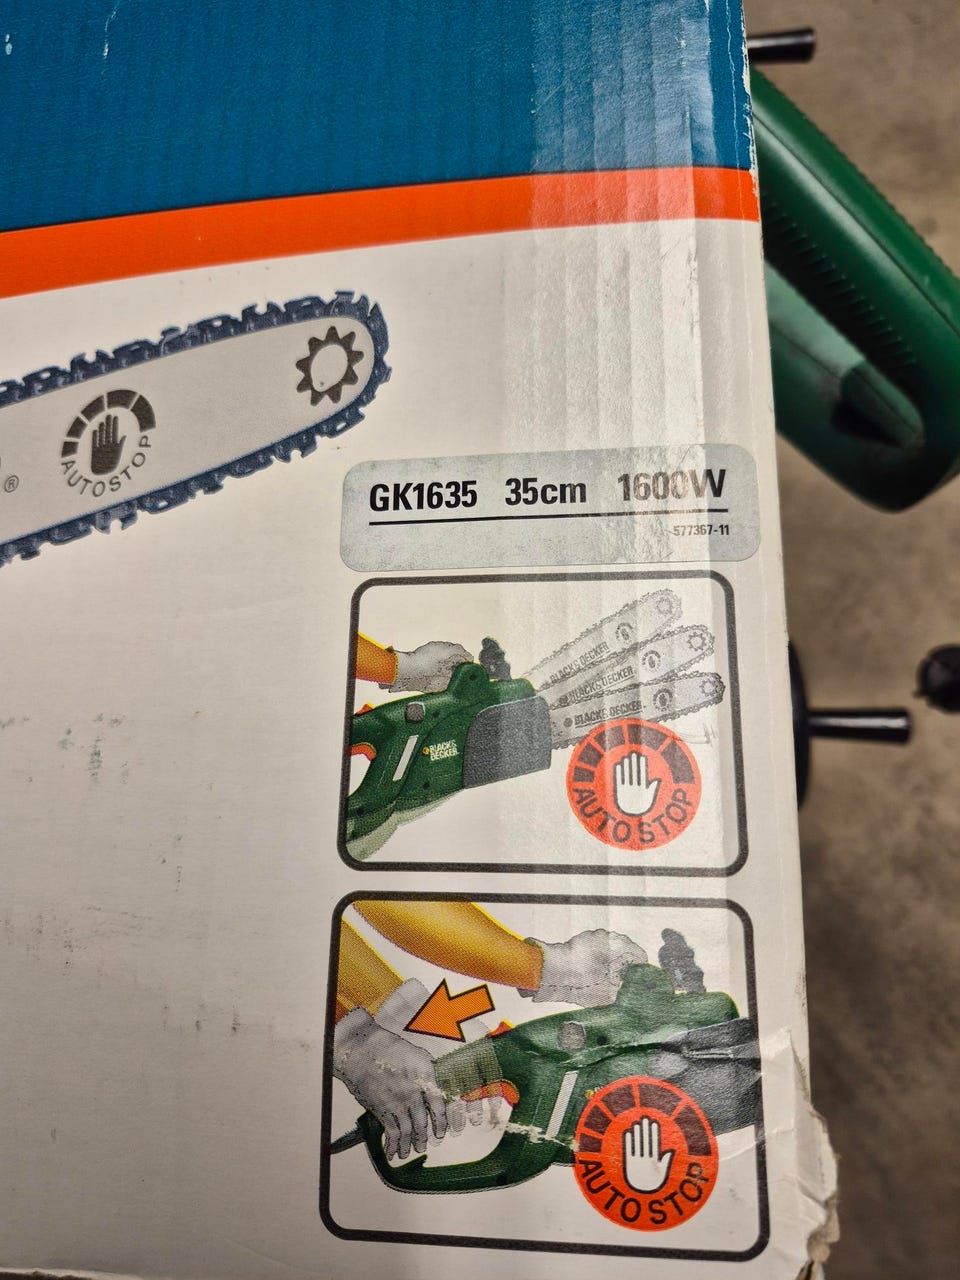 ®
AUTOSTOP
GK1635 35cm 1600W
577367-11
BLACK & DECKER
BLACK & DECKER
BLACK & DECKER
BLACK &
DECKER
AUTOSTOP
AUTOSTOP